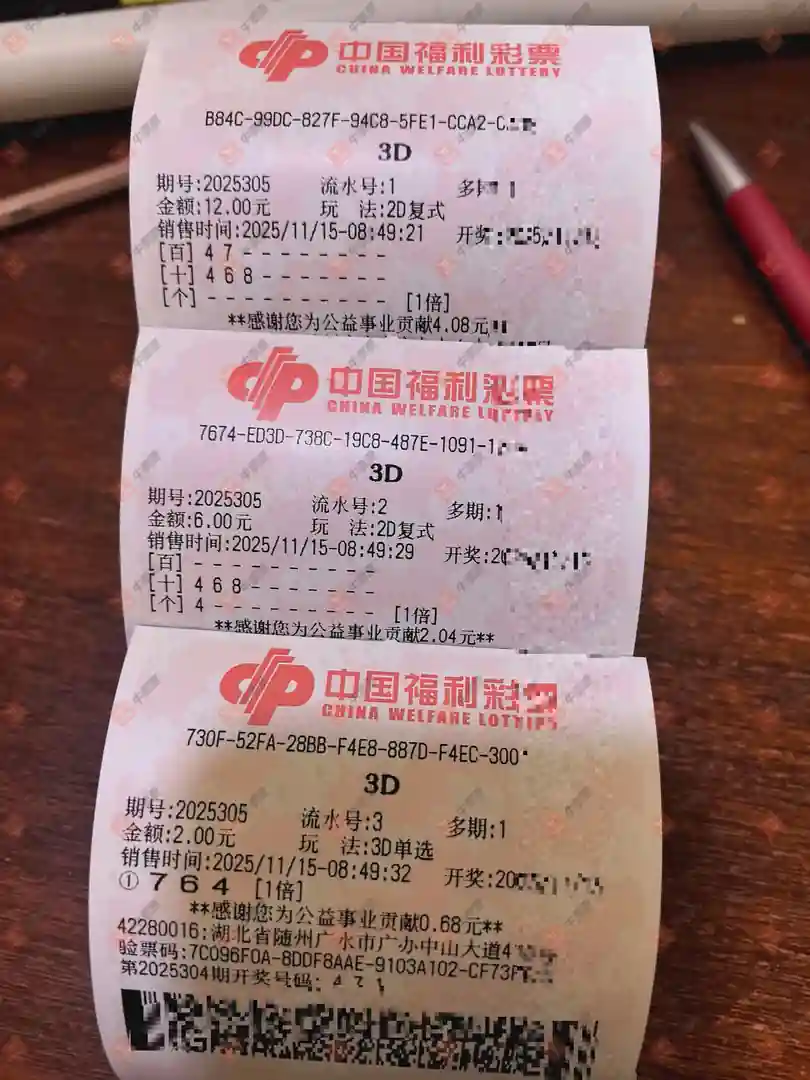 中国福利彩票
CHINA WELFARE LOTTERY
B84C-99DC-827F-94C8-5FE1-CCA2-C
3D
期号:2025305 流水号:1 多
金额:12.00元 玩 法:2D复式
销售时间:2025/11/15-08:49:21 开奖:
[百] 4 7 - - - - - - - -
[十] 4 6 8 - - - - - - -
[个] - - - - - - - - - - [1倍]
**感谢您为公益事业贡献4.08元
中国福利彩票
CHINA WELFARE LOTTERY
7674-ED3D-738C-19C8-487E-1091-1
3D
期号:2025305 流水号:2 多期:1
金额:6.00元 玩 法:2D复式
销售时间:2025/11/15-08:49:29 开奖:20
[百] - - - - - - - - - -
[十] 4 6 8 - - - - - - -
[个] 4 - - - - - - - - - [1倍]
**感谢您为公益事业贡献2.04元**
中国福利彩
CHINA WELFARE
730F-52FA-28BB-F4E8-887D-F4EC-300
3D
期号:2025305 流水号:3 多期:1
金额:2.00元 玩 法:3D单选
销售时间:2025/11/15-08:49:32 开奖:20
① 7 6 4 [1倍]
**感谢您为公益事业贡献0.68元**
42280016:湖北省随州广水市广办中山大道4
验票码:7C096F0A-8DDF8AAE-9103A102-CF73F
第2025304期开奖号码: